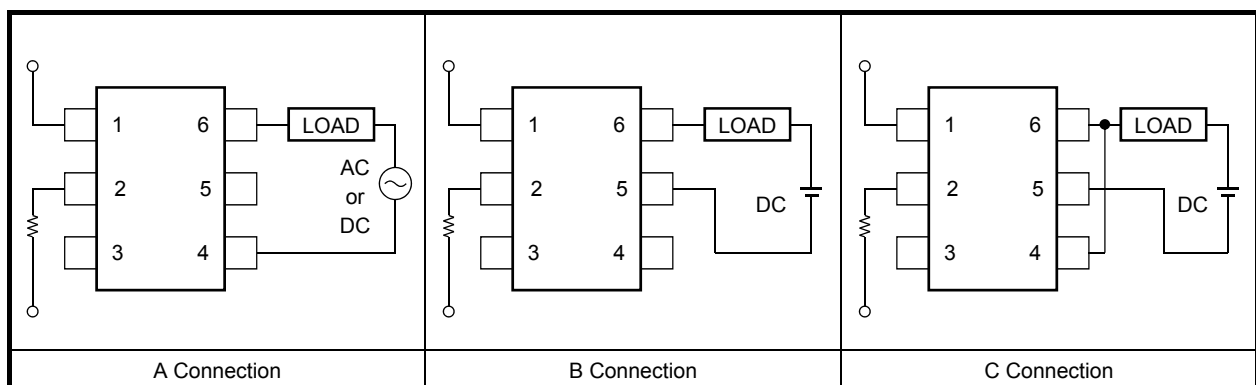 1 6 LOAD
2 5 AC
or
DC
3 4
A Connection
1 6 LOAD
2 5 DC
3 4
B Connection
1 6 LOAD
2 5 DC
3 4
C Connection